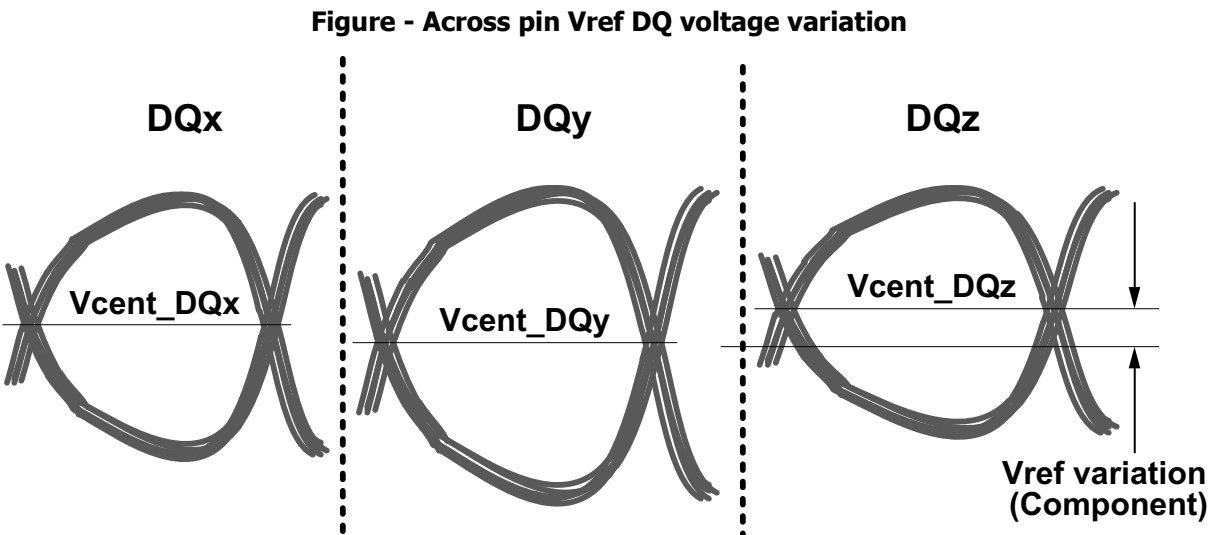 Figure - Across pin Vref DQ voltage variation
DQx
DQy
DQz
Vcent_DQx
Vcent_DQy
Vcent_DQz
Vref variation
(Component)